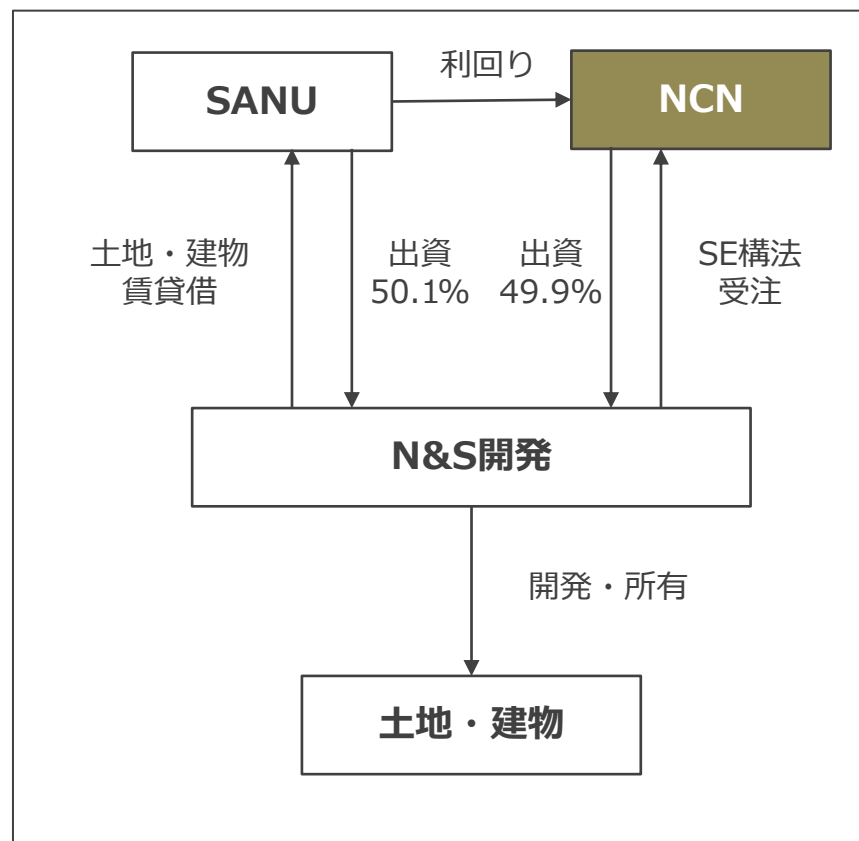 利回り
SANU
NCN
土地・建物
賃貸借
出資
50.1%
出資
49.9%
SE構法
受注
N&S開発
開発・所有
土地・建物